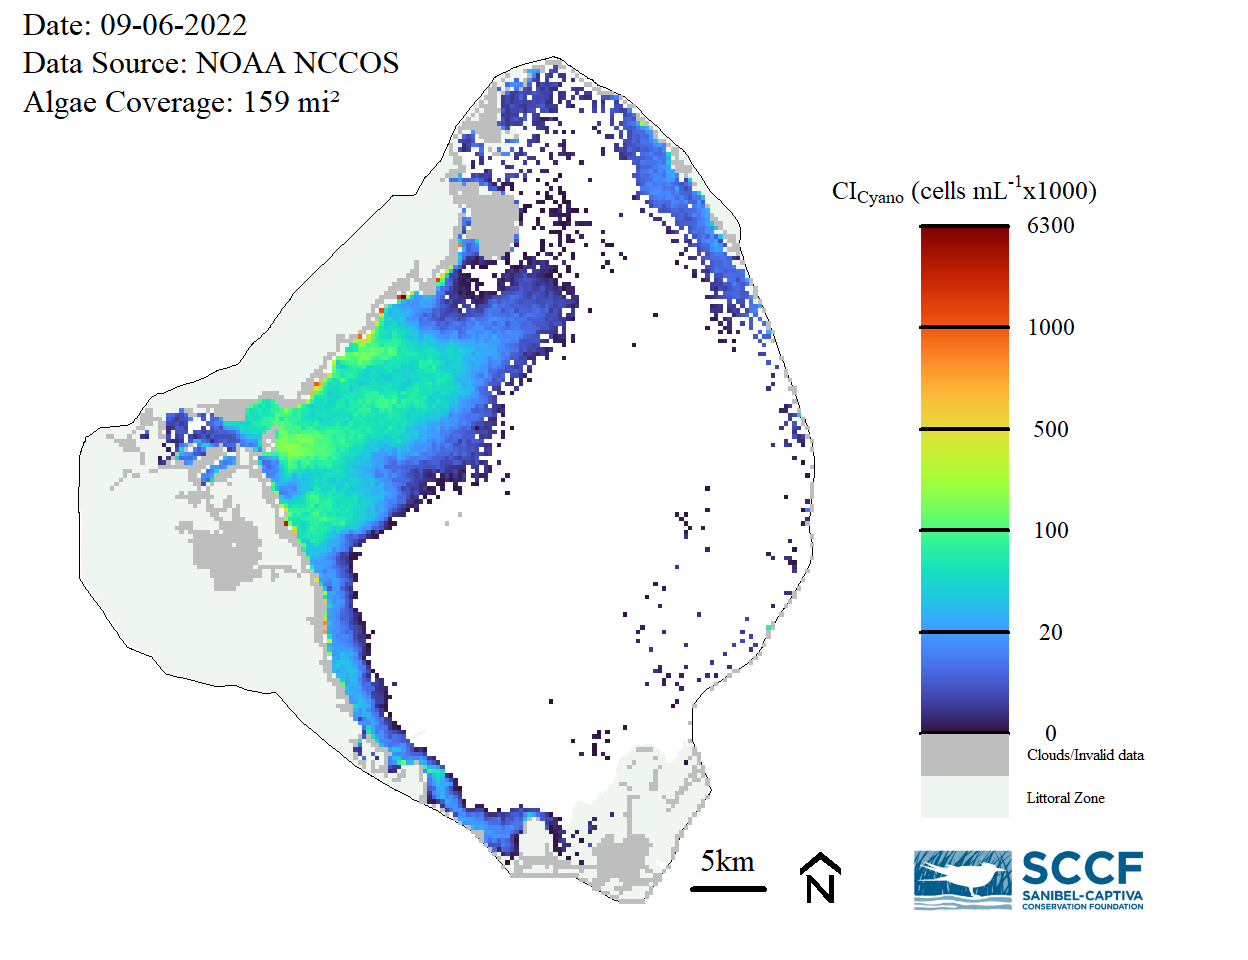 Date: 09-06-2022
Data Source: NOAA NCCOS
Algae Coverage: 159 mi²
CICyano (cells mL-1x1000)
6300
1000
500
100
20
0
Clouds/Invalid data
Littoral Zone
5km
N
SCCF
SANIBEL-CAPTIVA
CONSERVATION FOUNDATION